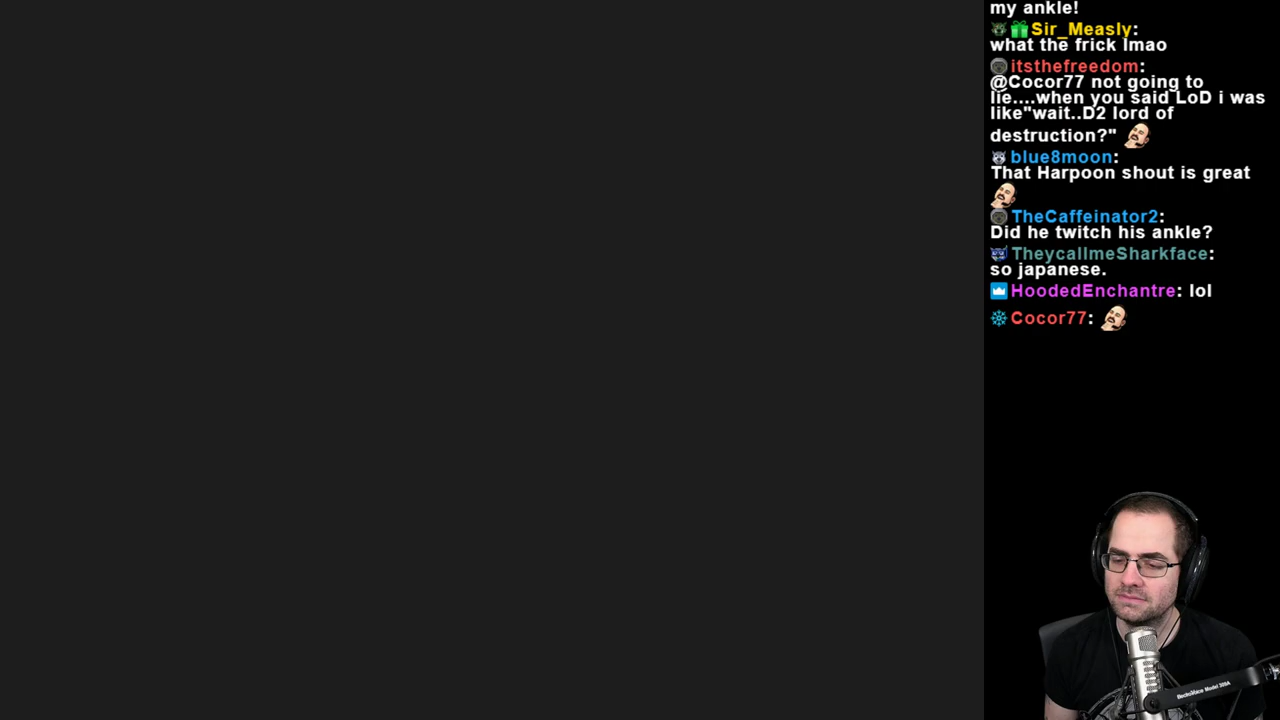 my ankle!
Sir_Measly:
what the frick lmao
itsthefreedom:
@Cocor77 not going to
lie....when you said LoD i was
like"wait..D2 lord of
destruction?"
blue8moon:
That Harpoon shout is great
TheCaffeinator2:
Did he twitch his ankle?
TheycallmeSharkface:
so japanese.
HoodedEnchantre: lol
Cocor77: